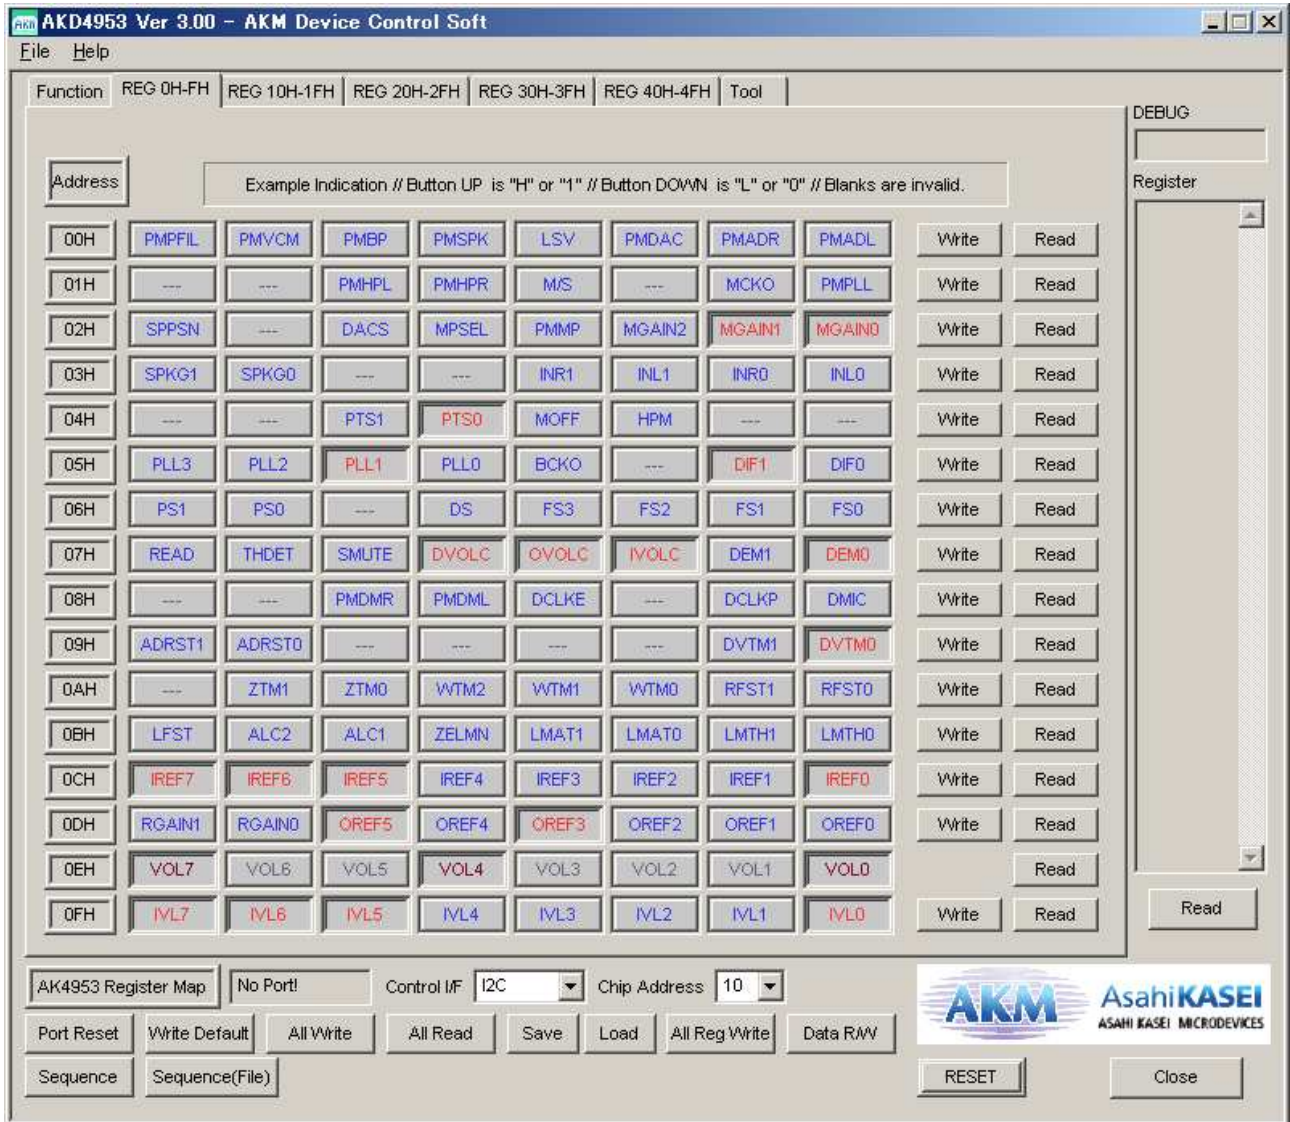 AKM AKD4953 Ver 3.00 - AKM Device Control Soft
File Help
Function REG 0H-FH REG 10H-1FH REG 20H-2FH REG 30H-3FH REG 40H-4FH Tool
DEBUG
Address Example Indication // Button UP is "H" or "1" // Button DOWN is "L" or "0" // Blanks are invalid. Register
00H PMPFIL PMVCM PMBP PMSPK LSV PMDAC PMADR PMADL Write Read
01H --- --- PMHPL PMHPR M/S --- MCKO PMPLL Write Read
02H SPPSN --- DACS MPSEL PMMP MGAIN2 MGAIN1 MGAIN0 Write Read
03H SPKG1 SPKG0 --- --- INR1 INL1 INR0 INL0 Write Read
04H --- --- PTS1 PTS0 MOFF HPM --- --- Write Read
05H PLL3 PLL2 PLL1 PLL0 BCKO --- DIF1 DIF0 Write Read
06H PS1 PS0 --- DS FS3 FS2 FS1 FS0 Write Read
07H READ THDET SMUTE DVOLC OVOLC IVOLC DEM1 DEM0 Write Read
08H --- --- PMDMR PMDML DCLKE --- DCLKP DMIC Write Read
09H ADRST1 ADRST0 --- --- --- --- DVTM1 DVTM0 Write Read
0AH --- ZTM1 ZTM0 WTM2 WTM1 WTM0 RFST1 RFST0 Write Read
0BH LFST ALC2 ALC1 ZELMN LMAT1 LMAT0 LMTH1 LMTH0 Write Read
0CH IREF7 IREF6 IREF5 IREF4 IREF3 IREF2 IREF1 IREF0 Write Read
0DH RGAIN1 RGAIN0 OREF5 OREF4 OREF3 OREF2 OREF1 OREF0 Write Read
0EH VOL7 VOL6 VOL5 VOL4 VOL3 VOL2 VOL1 VOL0 Read
0FH IVL7 IVL6 IVL5 IVL4 IVL3 IVL2 IVL1 IVL0 Write Read Read
AK4953 Register Map No Port! Control I/F I2C Chip Address 10
AKM AsahiKASEI
ASAHI KASEI MICRODEVICES
Port Reset Write Default All Write All Read Save Load All Reg Write Data R/W
Sequence Sequence(File) RESET Close